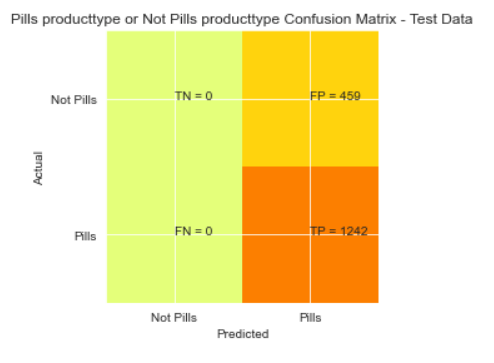 Pills producttype or Not Pills producttype Confusion Matrix - Test Data
Not Pills
TN = 0
FP = 459
Actual
Pills
FN = 0
TP = 1242
Not Pills
Pills
Predicted